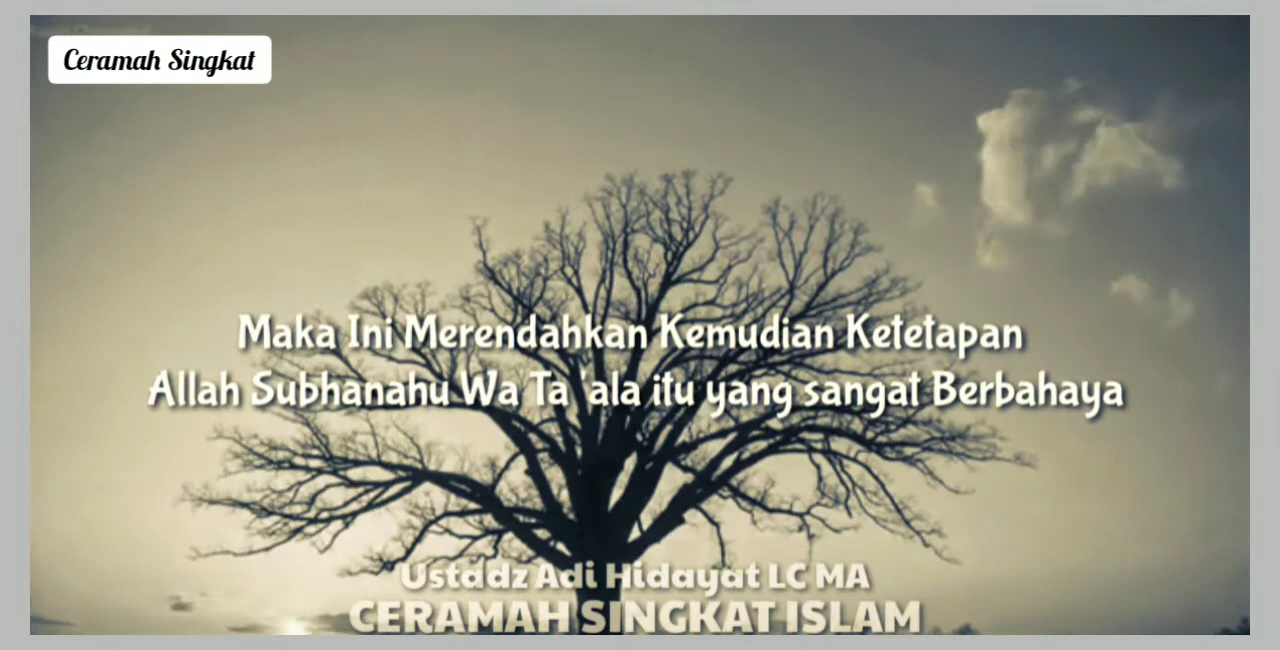 Ceramah Singkat
Maka Ini Merendahkan Kemudian Ketetapan
Allah Subhanahu Wa Ta 'ala itu yang sangat Berbahaya
Ustadz Adi Hidayat LC MA
CERAMAH SINGKAT ISLAM